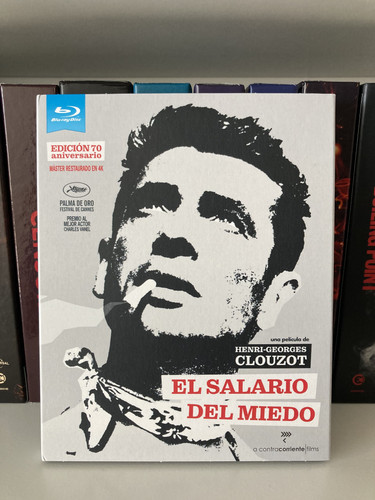 Blu-ray Disc
EDICIÓN 70
aniversario
MÁSTER RESTAURADO EN 4K
PALMA DE ORO
FESTIVAL DE CANNES
PREMIO AL
MEJOR ACTOR
CHARLES VANEL
una película de
HENRI-GEORGES
CLOUZOT
EL SALARIO
DEL MIEDO
a contracorriente films